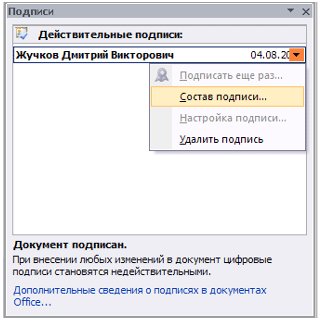 Подписи
Действительные подписи:
Жучков Дмитрий Викторович 04.08.20
Подписать еще раз...
Состав подписи...
Настройка подписи...
Удалить подпись
Документ подписан.
При внесении любых изменений в документ цифровые
подписи становятся недействительными.
Дополнительные сведения о подписях в документах
Office...